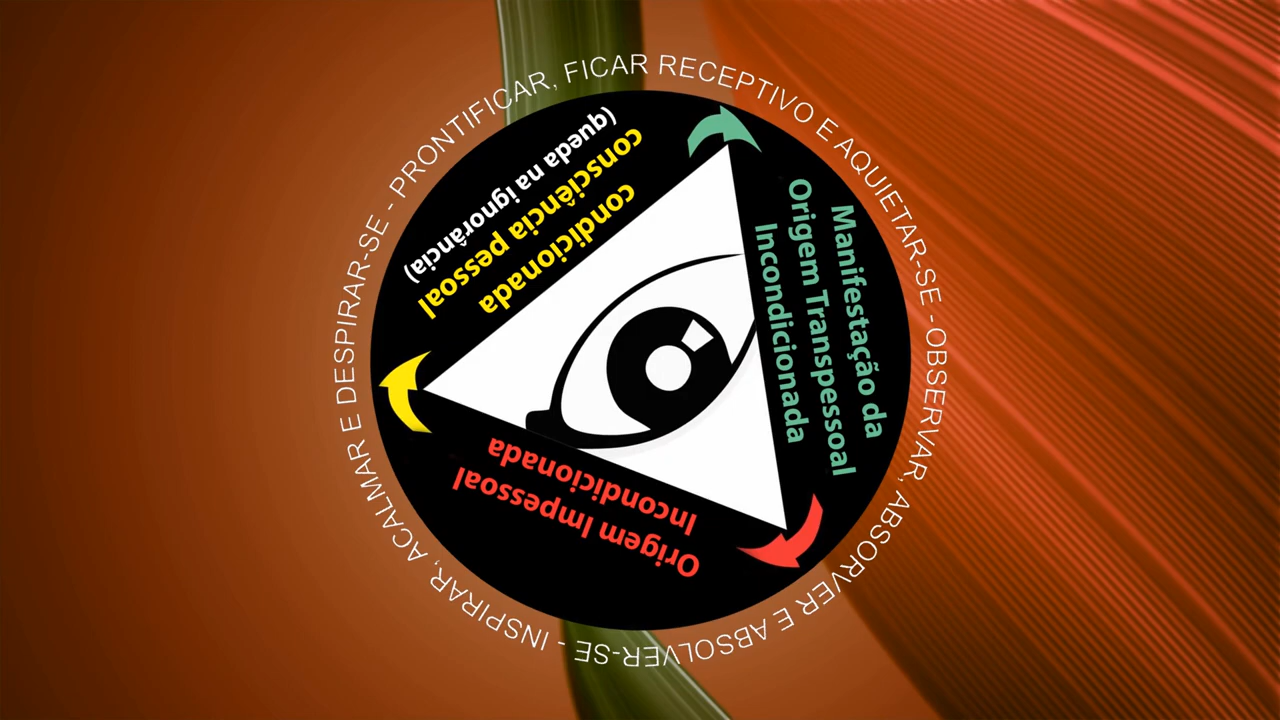 PRONTIFICAR, FICAR RECEPTIVO E AQUIETAR-SE - OBSERVAR, ABSORVER E ABSOLVER-SE - INSPIRAR, ACALMAR E DESPIRAR-SE -
Manifestação da
Origem Transpessoal
Incondicionada
Origem Impessoal
Incondicionada
condicionada
consciência pessoal
(queda na ignorância)